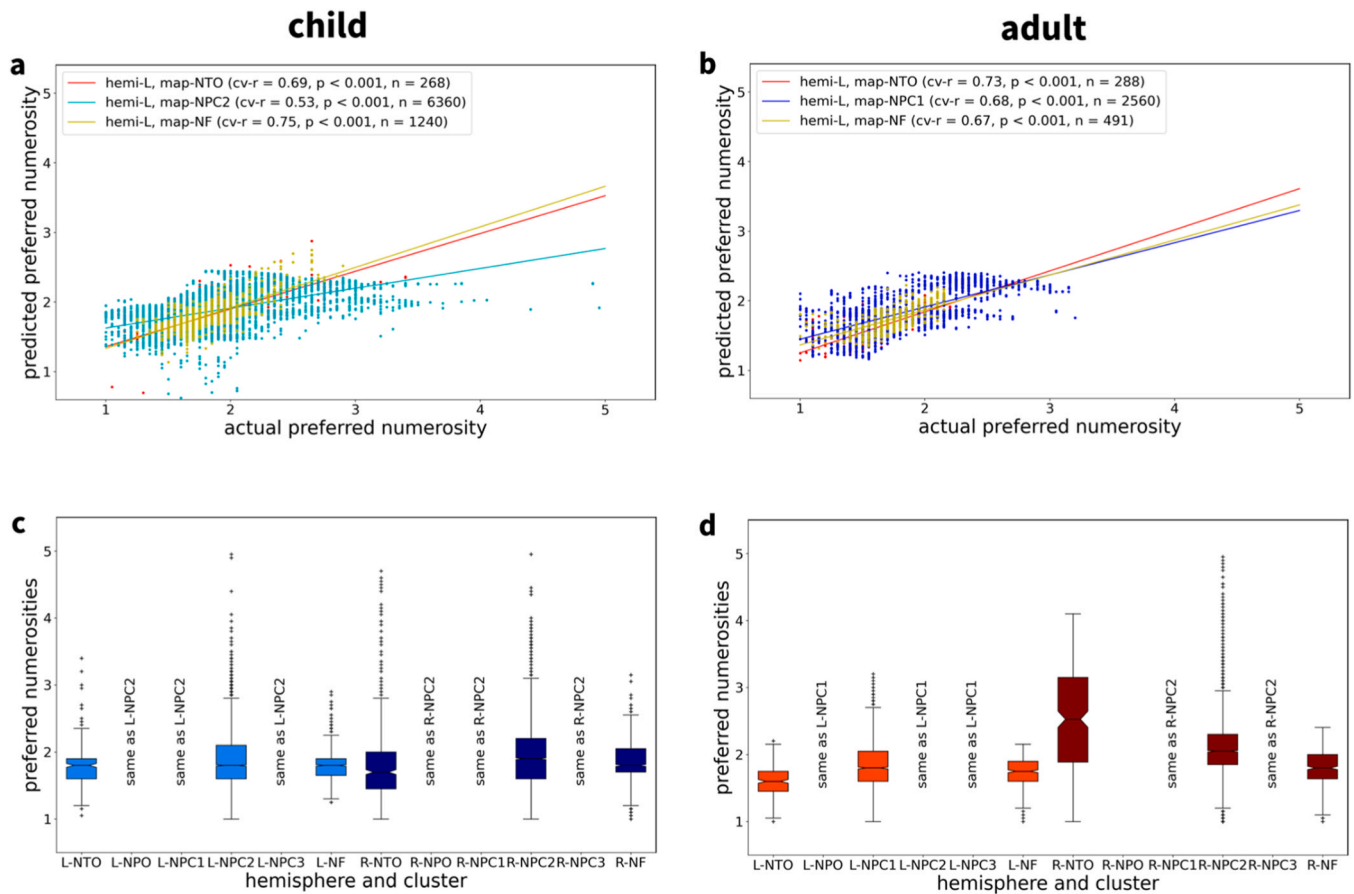 child
adult
a
hemi-L, map-NTO (cv-r = 0.69, p < 0.001, n = 268)
hemi-L, map-NPC2 (cv-r = 0.53, p < 0.001, n = 6360)
hemi-L, map-NF (cv-r = 0.75, p < 0.001, n = 1240)
predicted preferred numerosity
5
4
3
2
1
1 2 3 4 5
actual preferred numerosity
b
hemi-L, map-NTO (cv-r = 0.73, p < 0.001, n = 288)
hemi-L, map-NPC1 (cv-r = 0.68, p < 0.001, n = 2560)
hemi-L, map-NF (cv-r = 0.67, p < 0.001, n = 491)
predicted preferred numerosity
5
4
3
2
1
1 2 3 4 5
actual preferred numerosity
c
preferred numerosities
5
4
3
2
1
same as L-NPC2
same as L-NPC2
same as L-NPC2
same as R-NPC2
same as R-NPC2
same as R-NPC2
L-NTO L-NPO L-NPC1 L-NPC2 L-NPC3 L-NF R-NTO R-NPO R-NPC1 R-NPC2 R-NPC3 R-NF
hemisphere and cluster
d
preferred numerosities
5
4
3
2
1
same as L-NPC1
same as L-NPC1
same as L-NPC1
same as R-NPC2
same as R-NPC2
L-NTO L-NPO L-NPC1 L-NPC2 L-NPC3 L-NF R-NTO R-NPO R-NPC1 R-NPC2 R-NPC3 R-NF
hemisphere and cluster